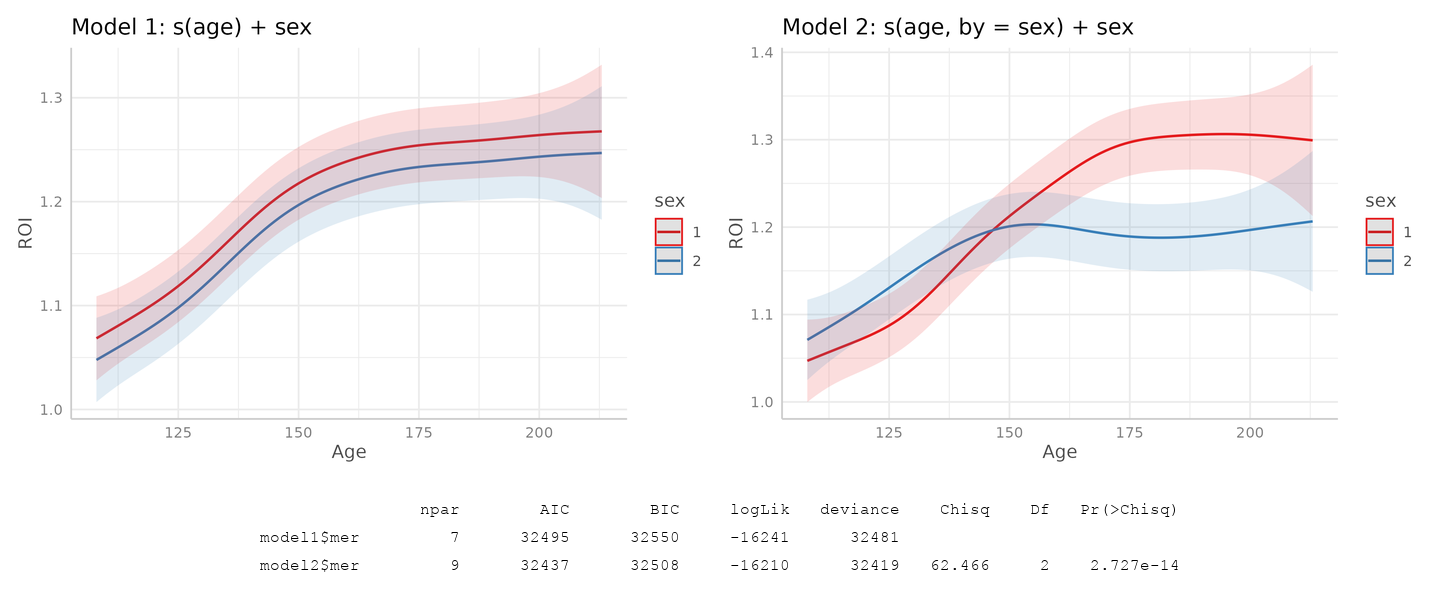 Model 1: s(age) + sex
1.3
1.2
1.1
1.0
ROI
125 150 175 200
Age
sex
1
2
Model 2: s(age, by = sex) + sex
1.4
1.3
1.2
1.1
1.0
ROI
125 150 175 200
Age
sex
1
2
npar AIC BIC logLik deviance Chisq Df Pr(>Chisq)
model1$mer 7 32495 32550 -16241 32481
model2$mer 9 32437 32508 -16210 32419 62.466 2 2.727e-14